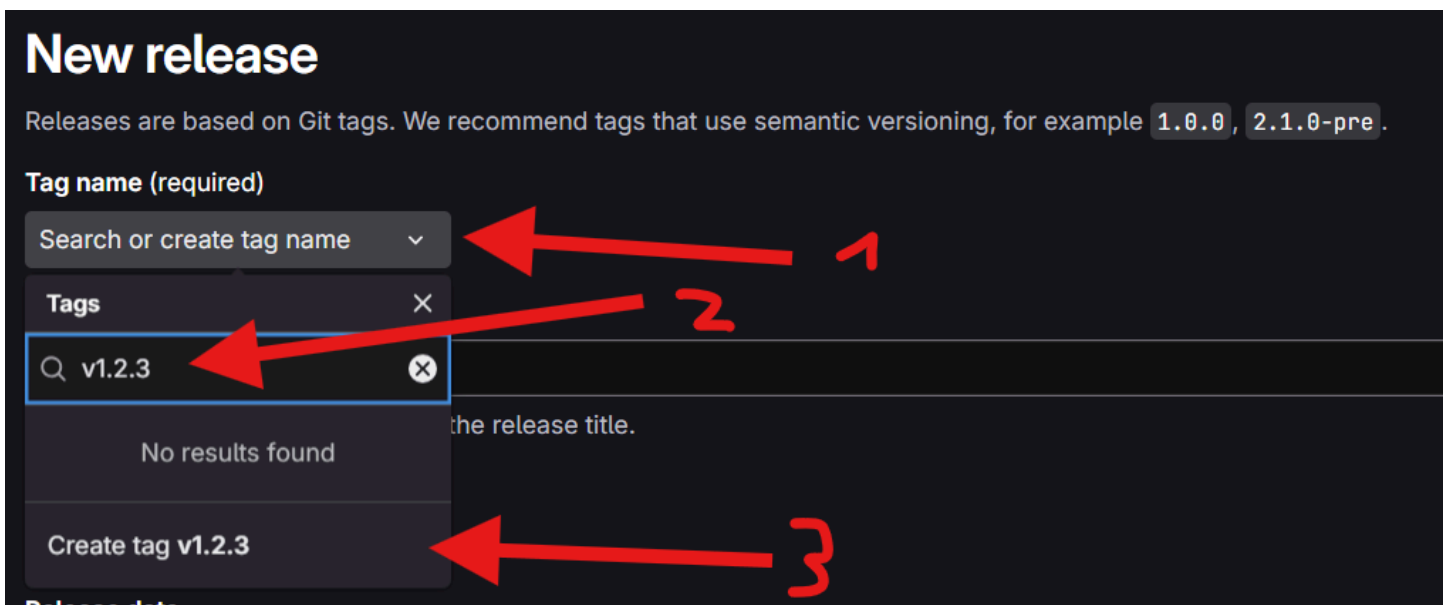 New release
Releases are based on Git tags. We recommend tags that use semantic versioning, for example 1.0.0, 2.1.0-pre.
Tag name (required)
Search or create tag name
1
Tags
2
v1.2.3
the release title.
No results found
Create tag v1.2.3
3
Release date